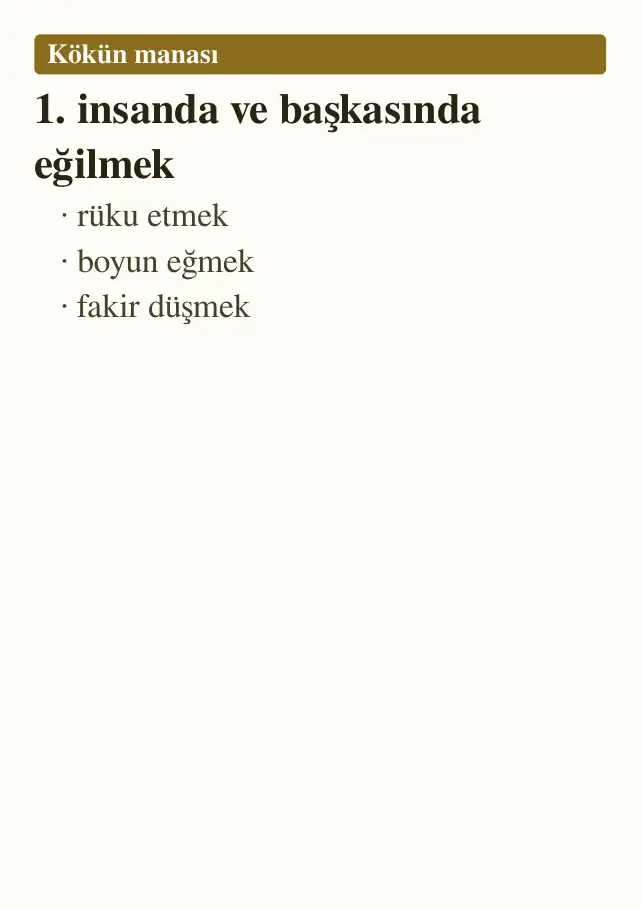 Kökün manası
1. insanda ve başkasında
eğilmek
· rüku etmek
· boyun eğmek
· fakir düşmek